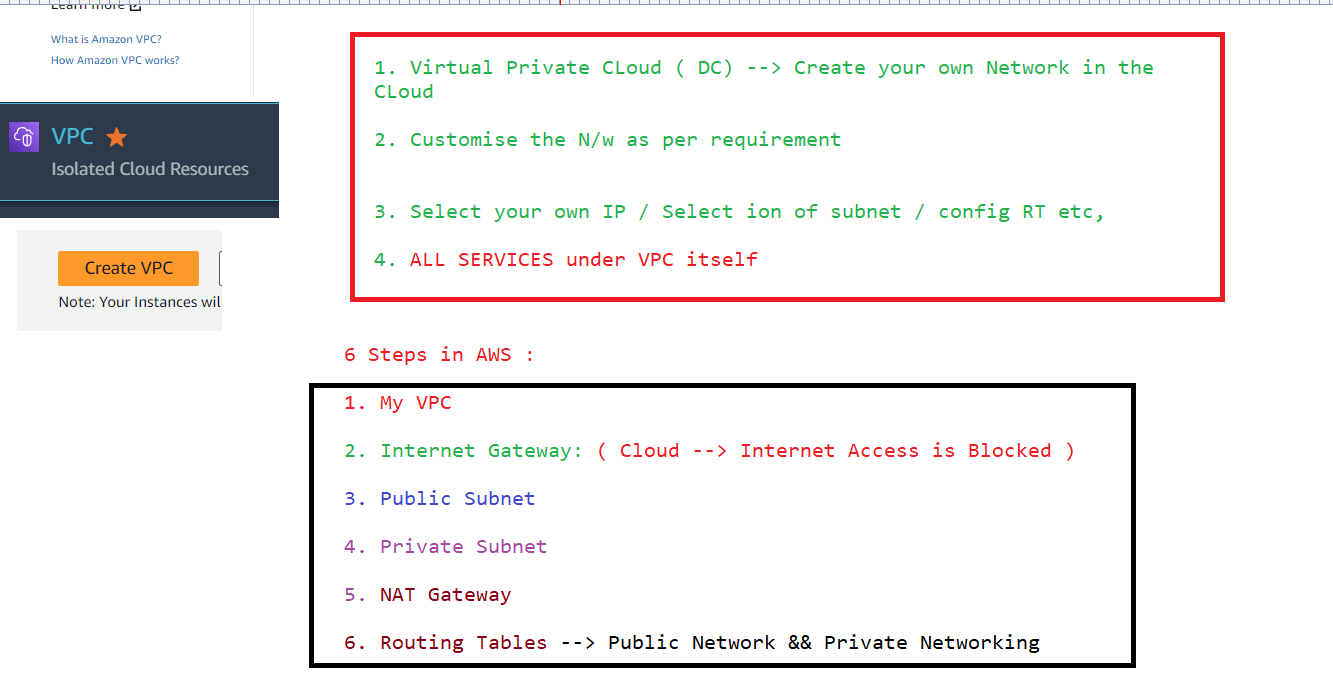 Learn more
What is Amazon VPC?
How Amazon VPC works?
VPC
Isolated Cloud Resources
Create VPC
Note: Your Instances wil
1. Virtual Private CLoud ( DC) --> Create your own Network in the
CLoud
2. Customise the N/w as per requirement
3. Select your own IP / Select ion of subnet / config RT etc,
4. ALL SERVICES under VPC itself
6 Steps in AWS :
1. My VPC
2. Internet Gateway: ( Cloud --> Internet Access is Blocked )
3. Public Subnet
4. Private Subnet
5. NAT Gateway
6. Routing Tables --> Public Network && Private Networking